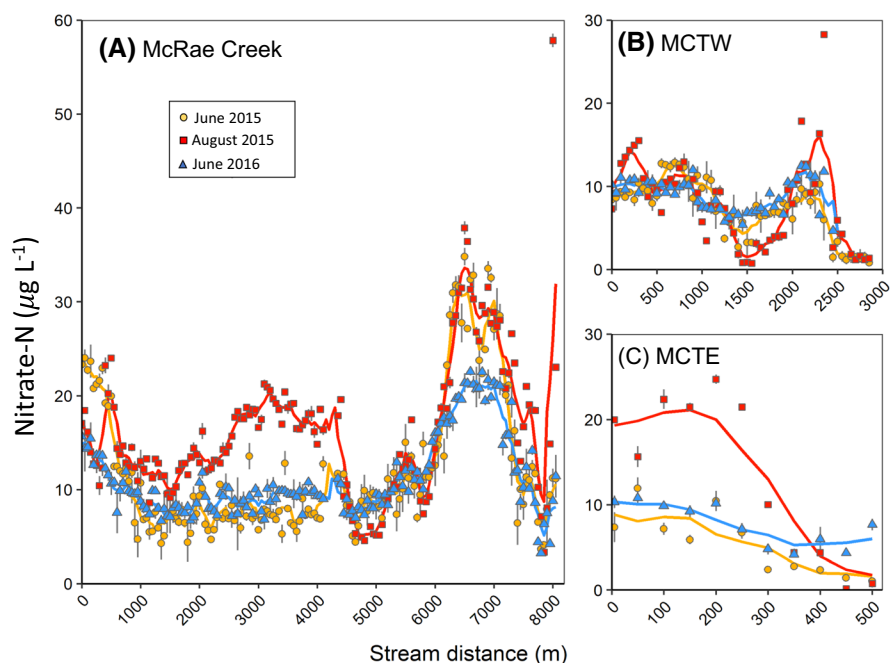 (A) McRae Creek
June 2015
August 2015
June 2016
Nitrate-N (µg L-1)
60
50
40
30
20
10
0
0 1000 2000 3000 4000 5000 6000 7000 8000
(B) MCTW
30
20
10
0
0 500 1000 1500 2000 2500 3000
(C) MCTE
30
20
10
0
0 100 200 300 400 500
Stream distance (m)